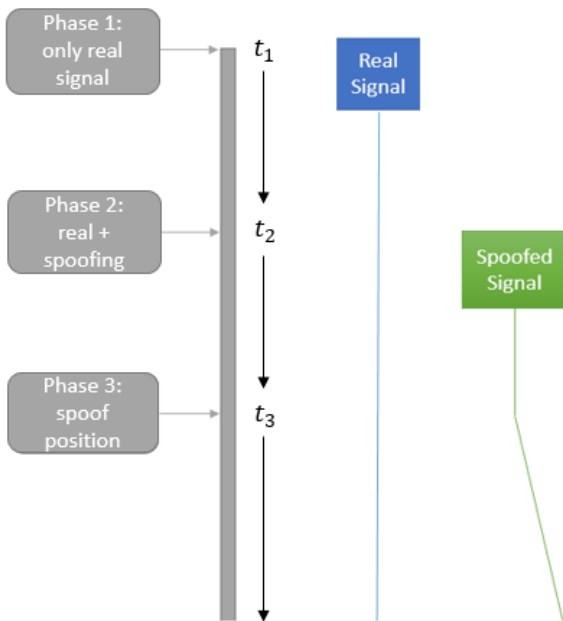 Phase 1:
only real
signal
t₁
Real
Signal
Phase 2:
real +
spoofing
t₂
Spoofed
Signal
Phase 3:
spoof
position
t₃